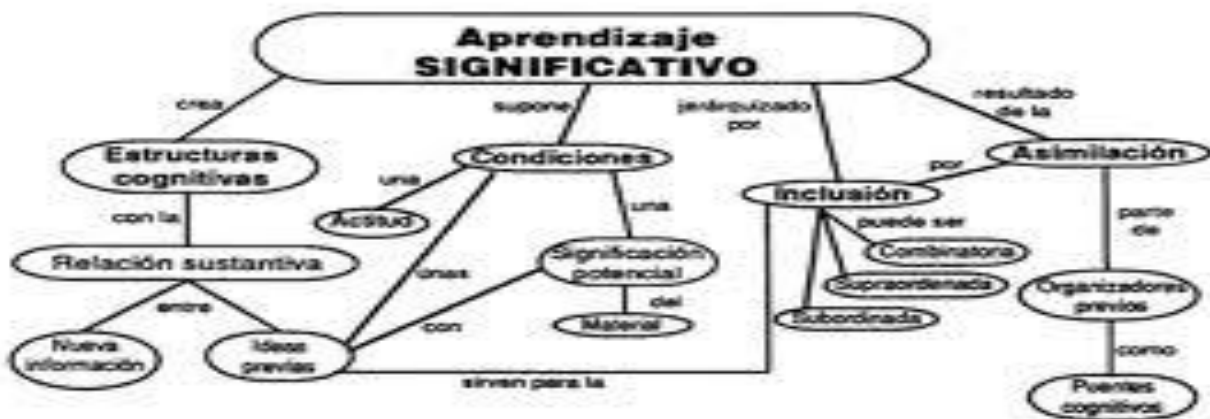 Aprendizaje
SIGNIFICATIVO
crea
supone
jerárquizado
por
resultado
de la
Estructuras
cognitivas
Condiciones
Asimilación
una
por
Inclusión
con la
Actitud
una
puede ser
parte
de
Relación sustantiva
Significación
potencial
Combinatoria
unas
Supraordenada
Organizadores
previos
entre
con
del
Material
Subordinada
Nueva
información
Ideas
previas
como
sirven para la
Puentes
cognitivos